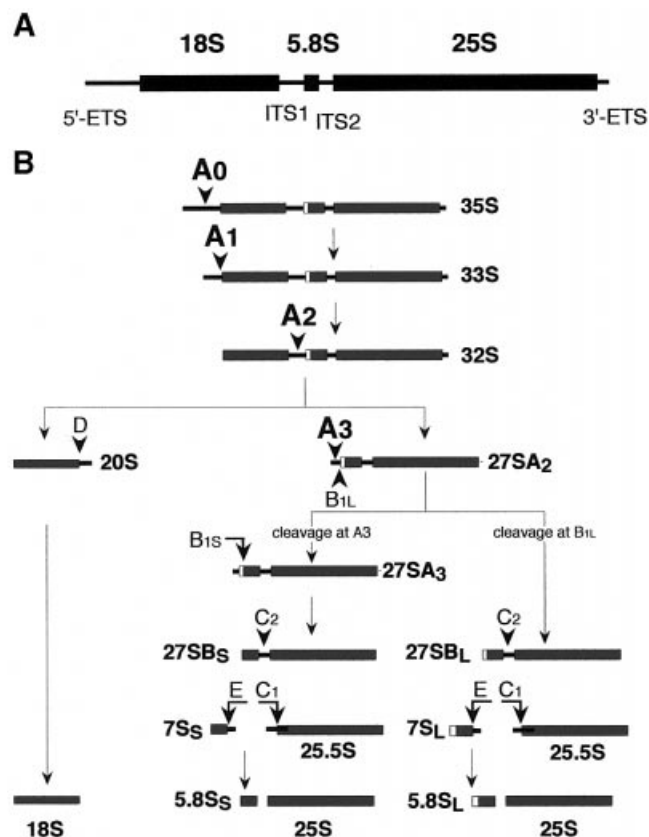 A
18S 5.8S 25S
5'-ETS ITS1 ITS2 3'-ETS
B
A0
35S
A1
33S
A2
32S
D
20S
A3
27SA2
B1L
B1S
cleavage at A3
cleavage at B1L
27SA3
C2
C2
27SBS
27SBL
E C1
E C1
7SS
25.5S
7SL
25.5S
5.8SS
5.8SL
18S
25S
25S